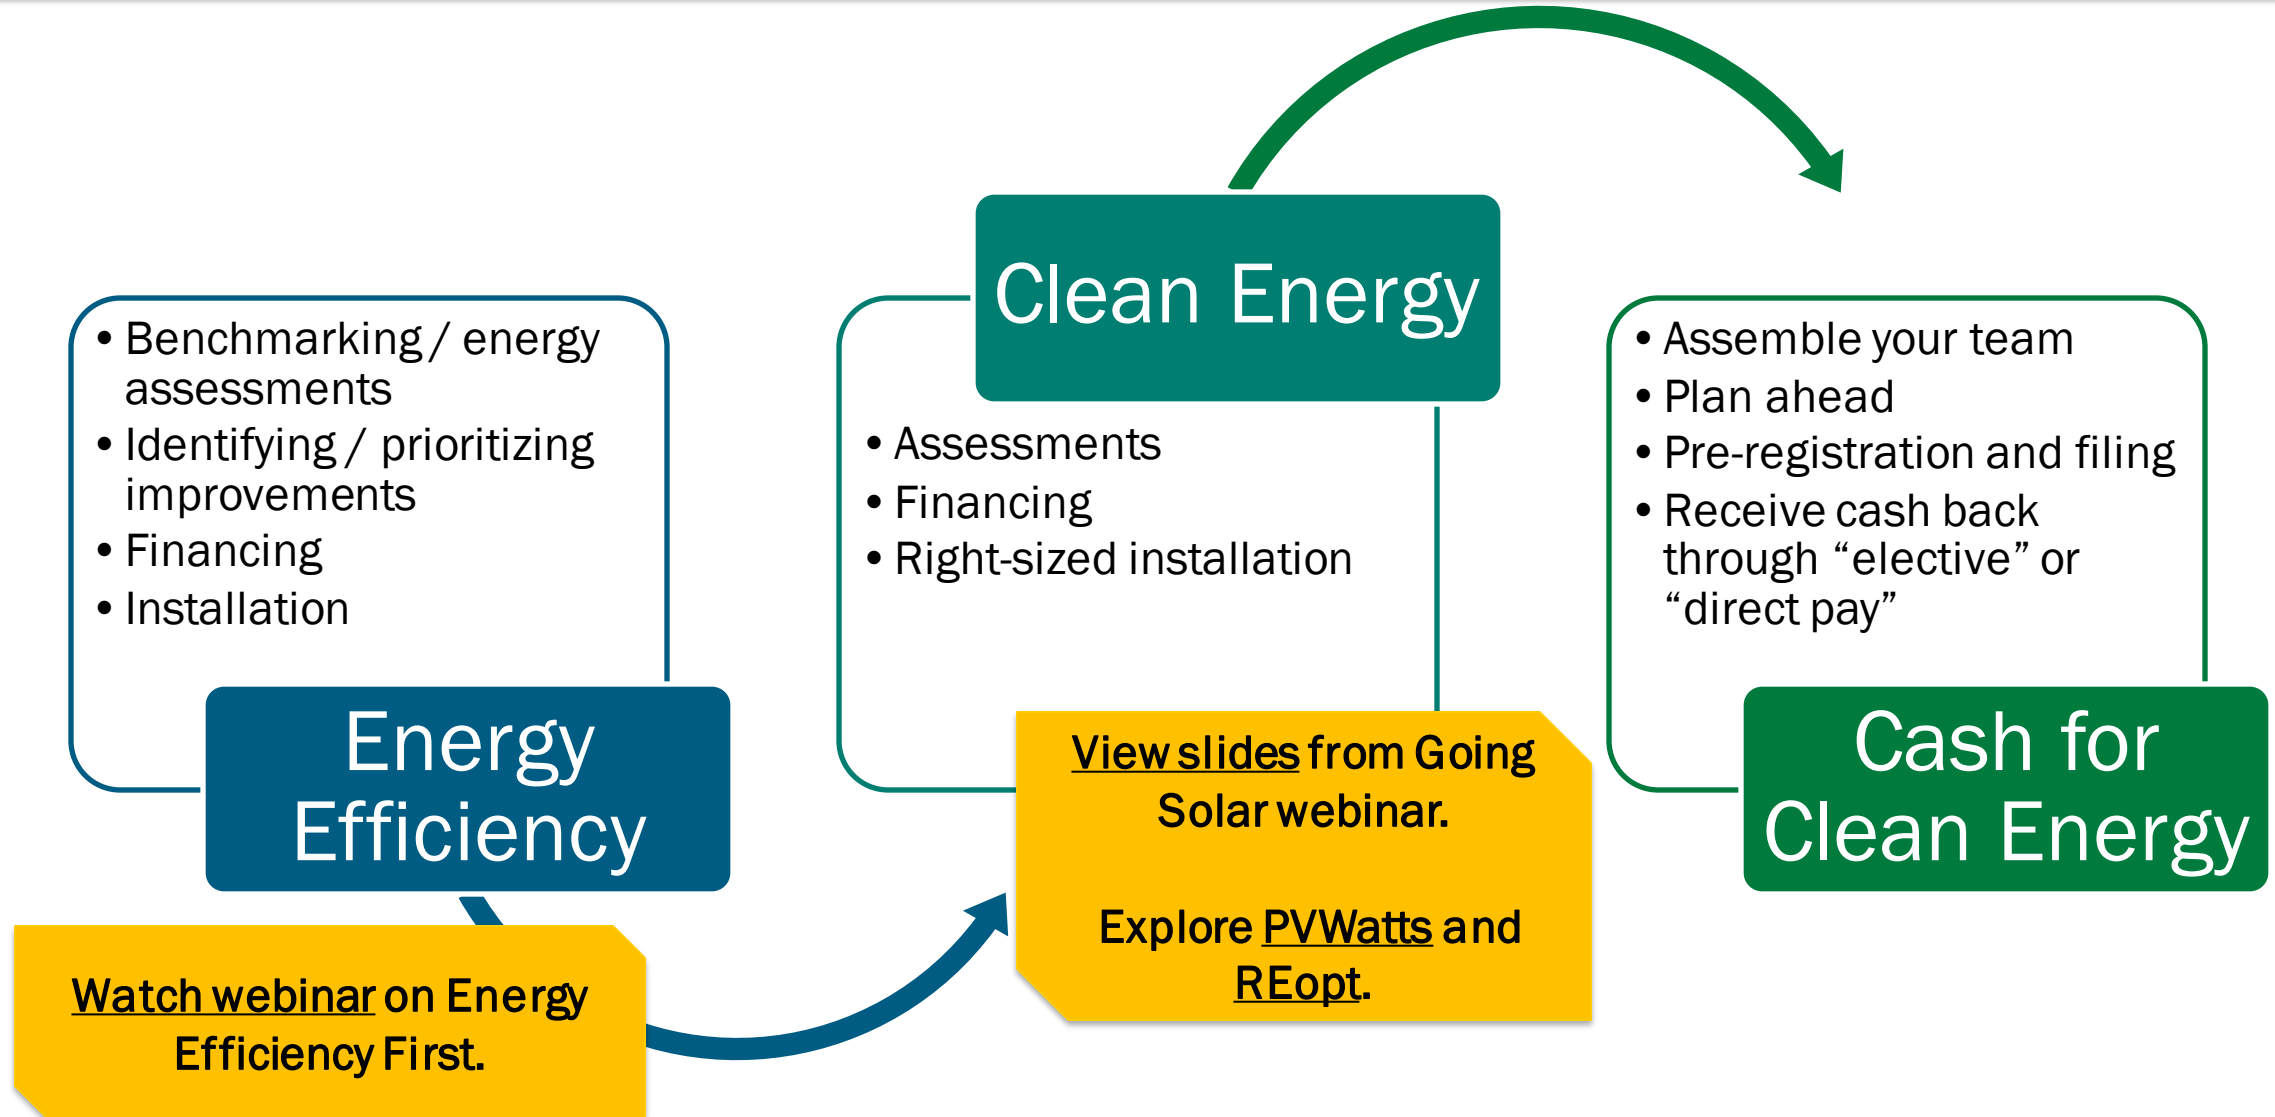 • Benchmarking / energy
assessments
• Identifying / prioritizing
improvements
• Financing
• Installation
Energy
Efficiency
Watch webinar on Energy
Efficiency First.
Clean Energy
• Assessments
• Financing
• Right-sized installation
View slides from Going
Solar webinar.
Explore PVWatts and
REopt.
• Assemble your team
• Plan ahead
• Pre-registration and filing
• Receive cash back
through “elective” or
“direct pay”
Cash for
Clean Energy